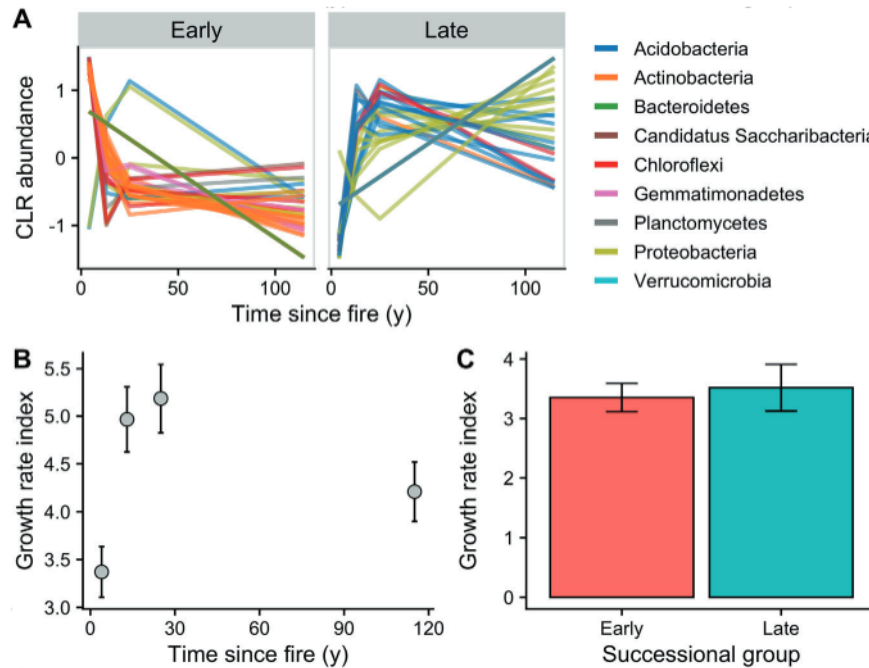 A
Early
Late
CLR abundance
1
0
-1
0
50
100
0
50
100
Time since fire (y)
Acidobacteria
Actinobacteria
Bacteroidetes
Candidatus Saccharibacteria
Chloroflexi
Gemmatimonadetes
Planctomycetes
Proteobacteria
Verrucomicrobia
B
Growth rate index
5.5
5.0
4.5
4.0
3.5
3.0
0
30
60
90
120
Time since fire (y)
C
Growth rate index
4
3
2
1
0
Early
Late
Successional group